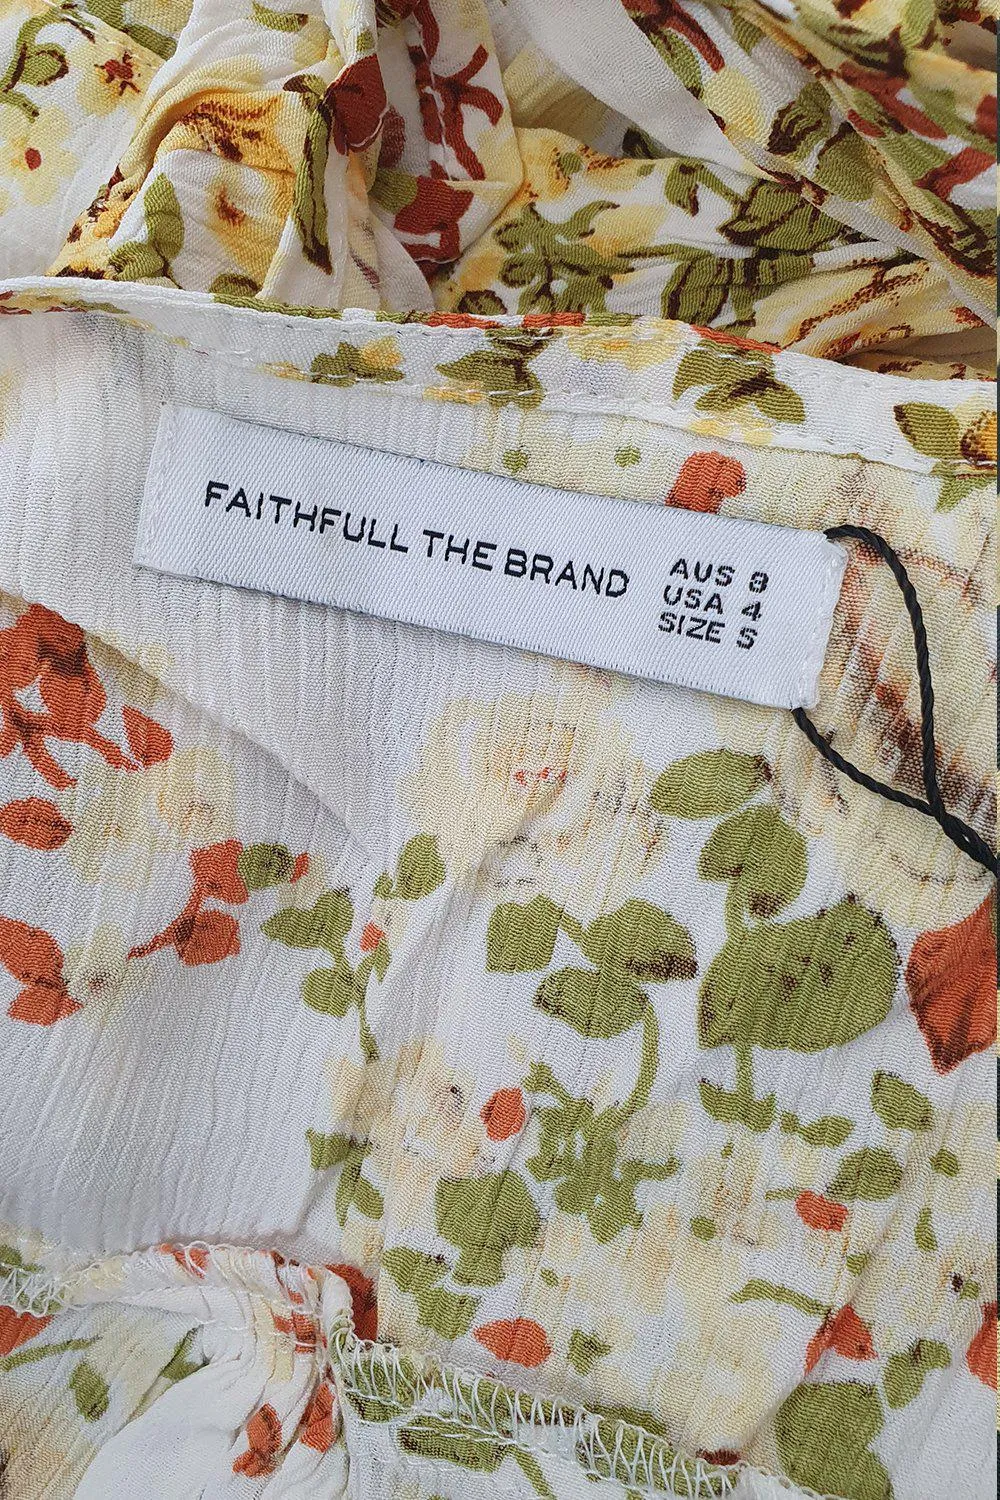 FAITHFULL THE BRAND
AUS 8
USA 4
SIZE S